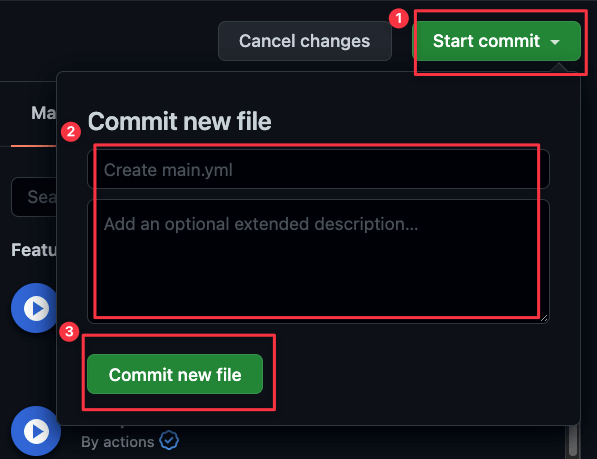 1
Cancel changes
Start commit
Ma
2
Commit new file
Create main.yml
Sea
Add an optional extended description...
Featu
3
Commit new file
By actions